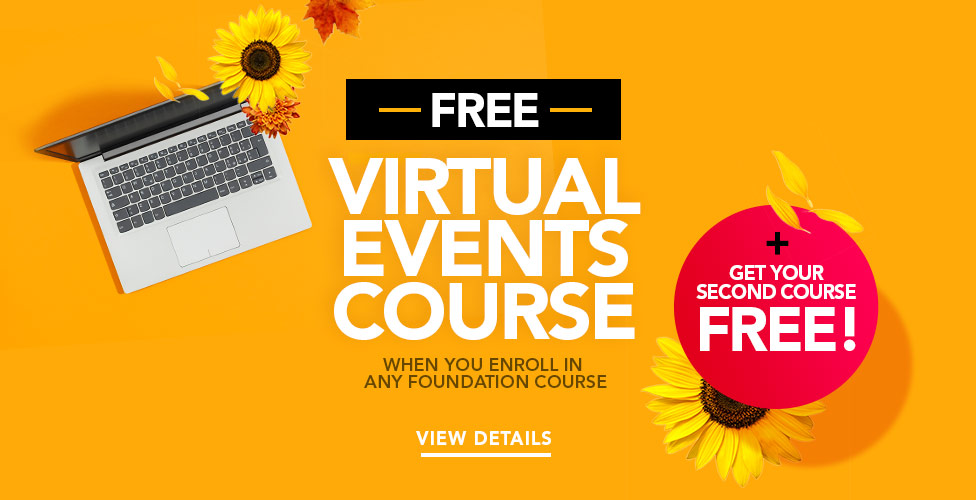 FREE
VIRTUAL
EVENTS
COURSE
WHEN YOU ENROLL IN
ANY FOUNDATION COURSE
VIEW DETAILS
+
GET YOUR
SECOND COURSE
FREE!